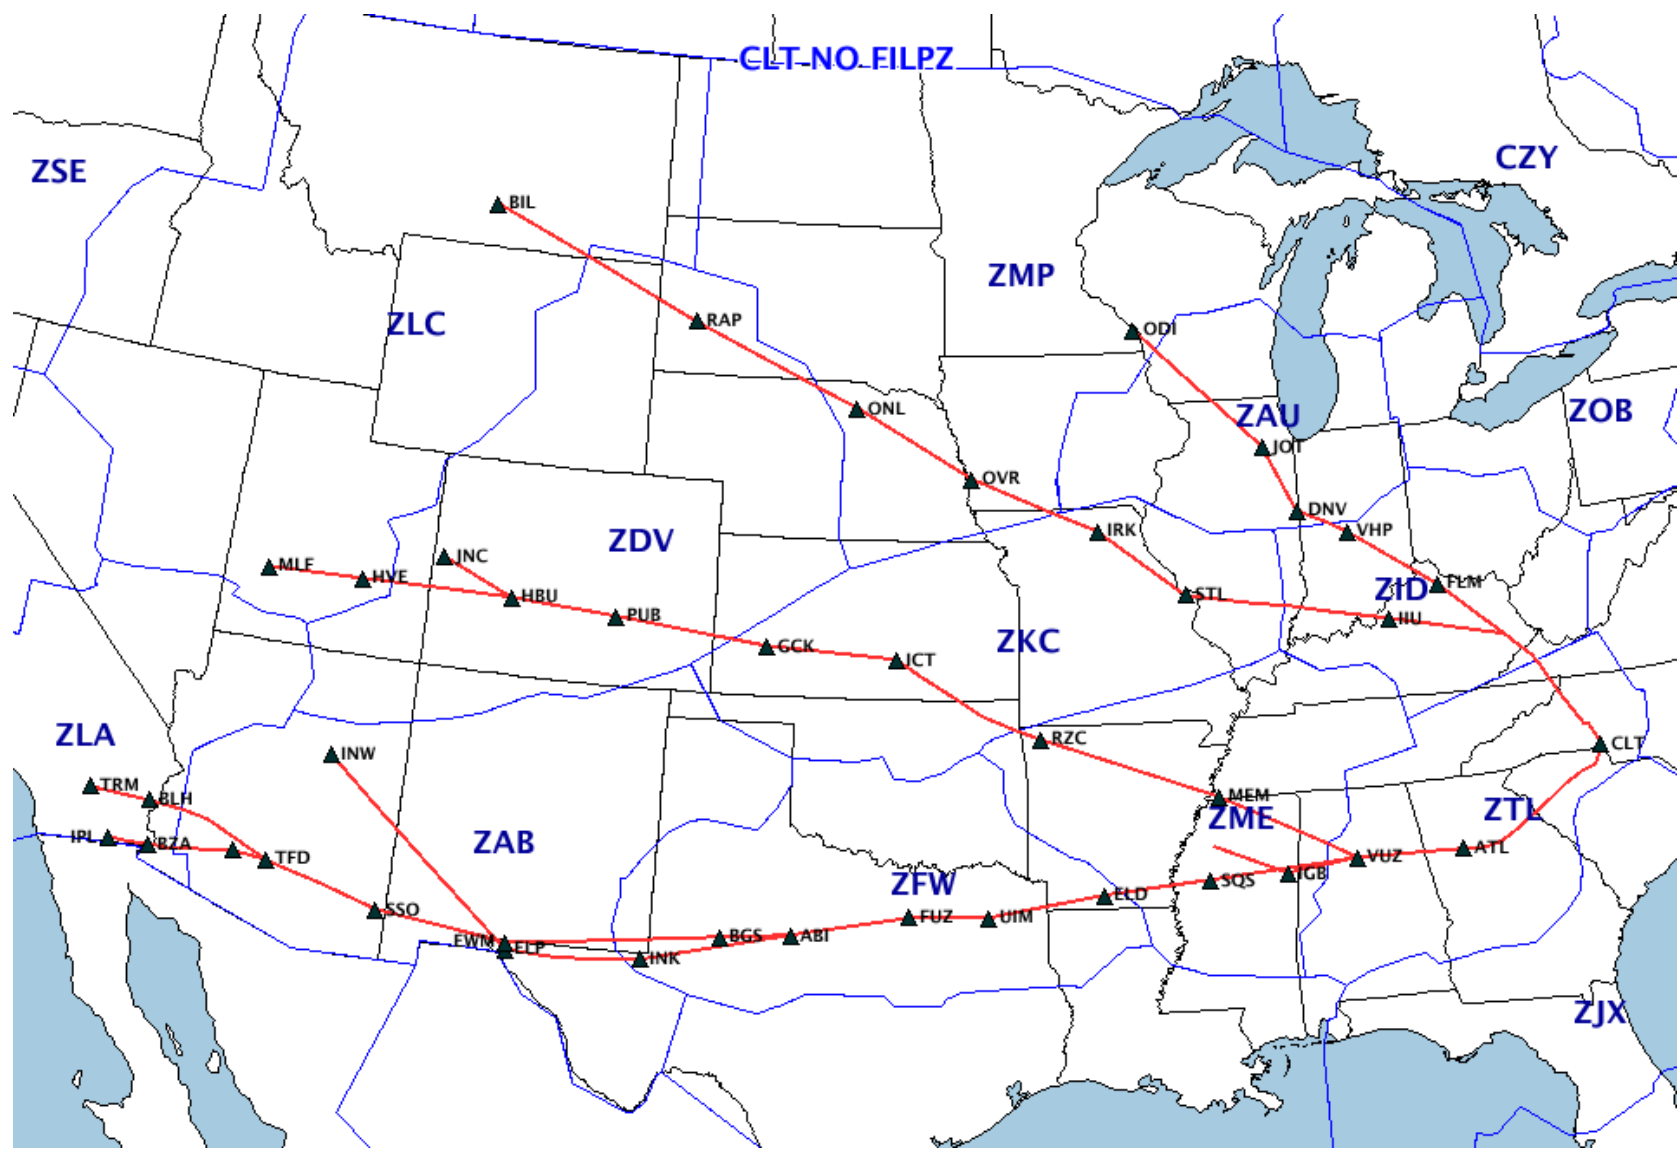 CLT NO FILPZ
ZSE
CZY
BIL
ZMP
ZLC
RAP
ODI
ONL
ZAU
ZOB
JOT
OVR
DNV
IRK
VHP
ZDV
JNC
MLF
HVE
HBU
ZID
FLM
STL
PUB
IIU
ZKC
GCK
ICT
ZLA
RZC
CLT
INW
TRM
BLH
MEM
ZME
ZTL
IPL
BZA
ZAB
TFD
VUZ
ATL
IGB
ZFW
SQS
ELD
SSO
FUZ
UIM
EWM
ELP
BGS
ABI
INK
ZJX